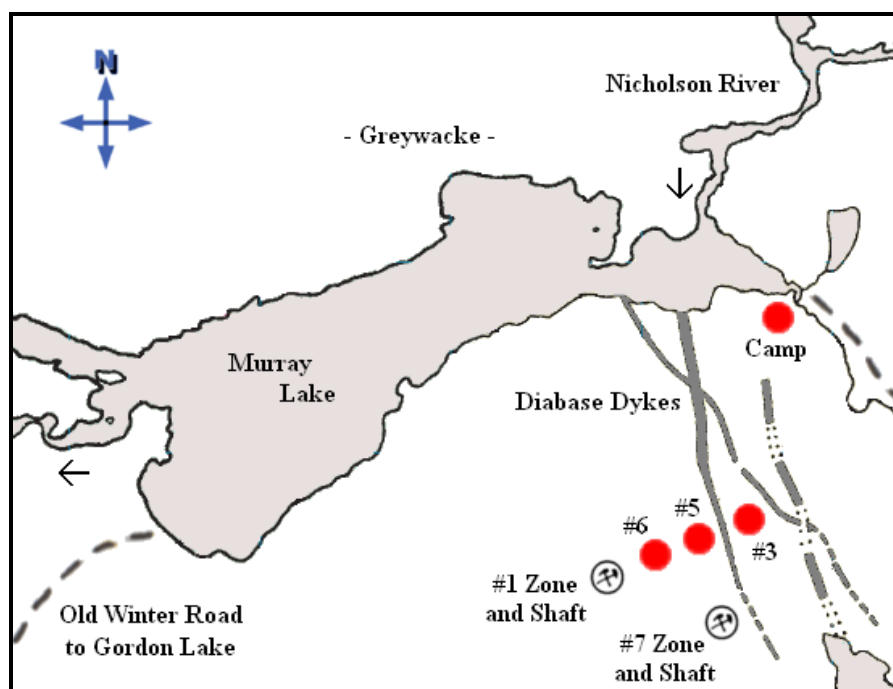 N
Nicholson River
- Greywacke -
Murray
Lake
Camp
Diabase Dykes
#6
#5
#3
#1 Zone
and Shaft
#7 Zone
and Shaft
Old Winter Road
to Gordon Lake